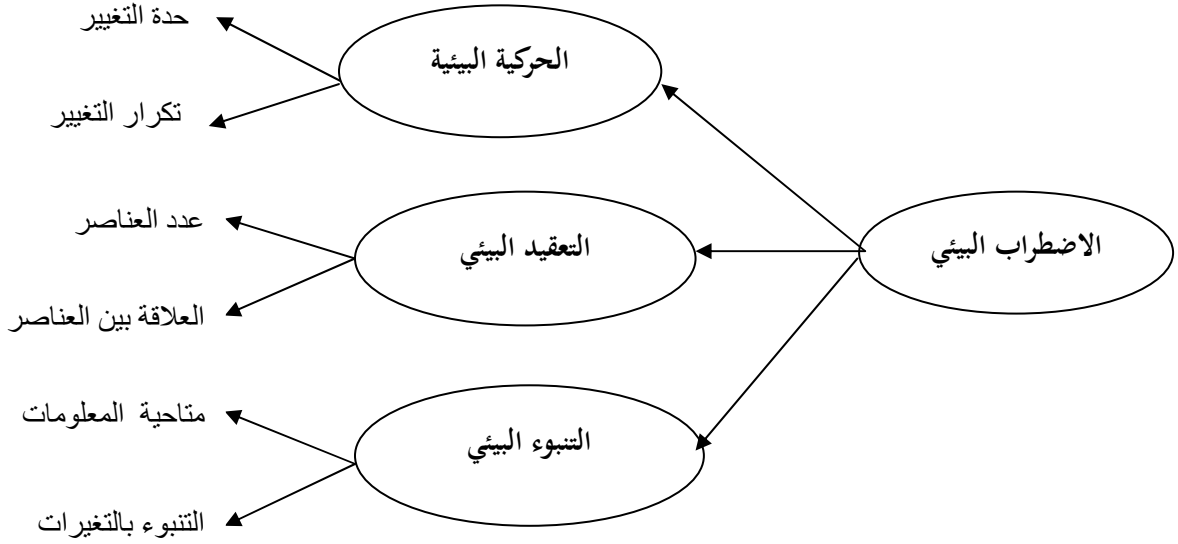 الاضطراب البيئي
الحركية البيئية
حدة التغيير
تكرار التغيير
التعقيد البيئي
عدد العناصر
العلاقة بين العناصر
التنبوء البيئي
متاحية المعلومات
التنبوء بالتغيرات